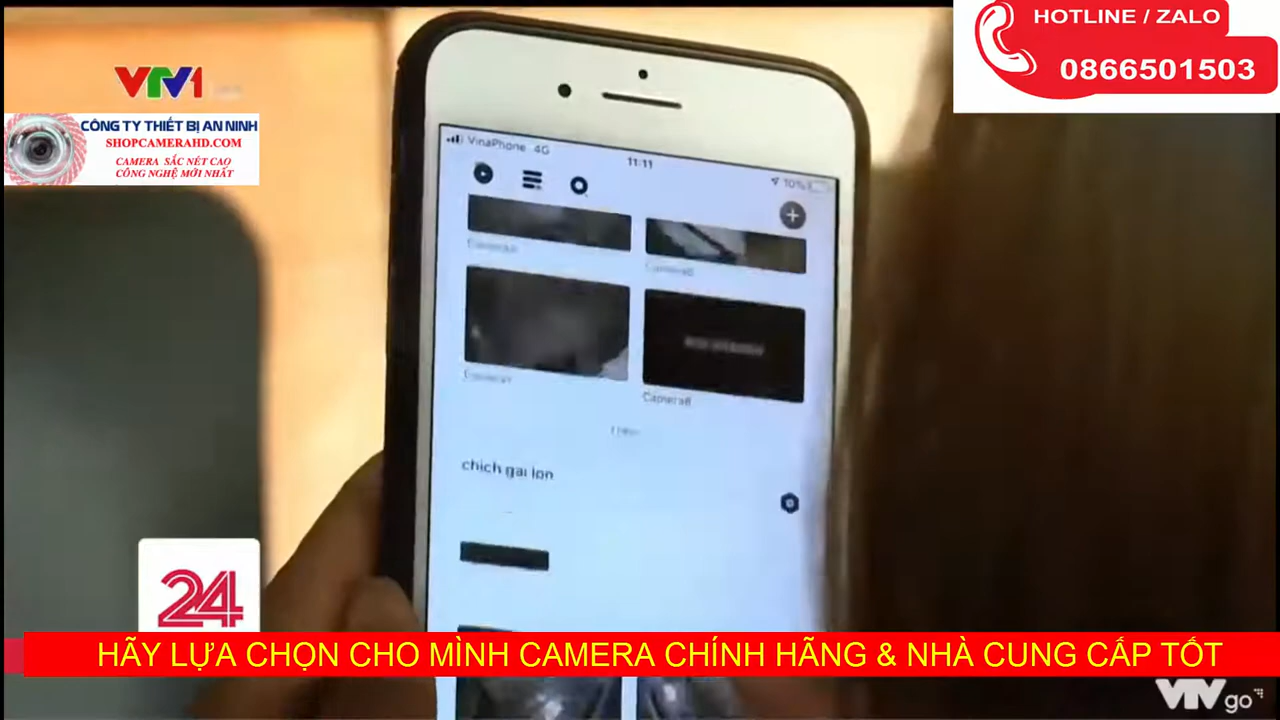 HOTLINE / ZALO
0866501503
VTV1
CÔNG TY THIẾT BỊ AN NINH
SHOPCAMERAHD.COM
CAMERA SẮC NÉT CAO
CÔNG NGHỆ MỚI NHẤT
VinaPhone 4G
11:11
10%
Camera6
Camera8
chich gai lon
24
HÃY LỰA CHỌN CHO MÌNH CAMERA CHÍNH HÃNG & NHÀ CUNG CẤP TỐT
VTVgo